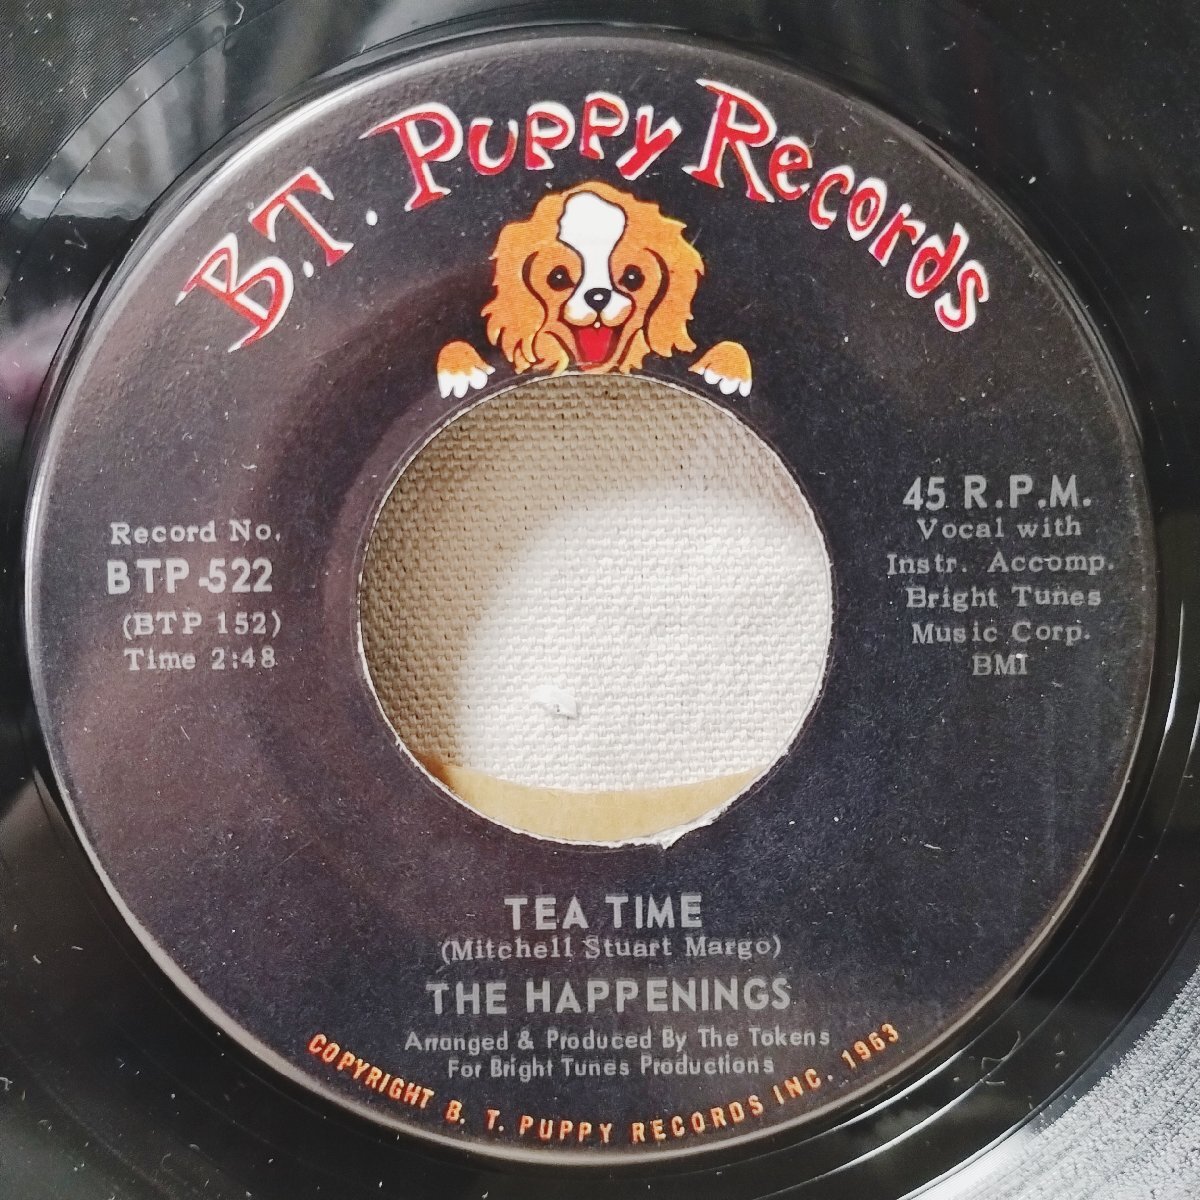 B.T. Puppy Records
Record No.
BTP-522
(BTP 152)
Time 2:48
45 R.P.M.
Vocal with
Instr. Accomp.
Bright Tunes
Music Corp.
BMI
TEA TIME
(Mitchell Stuart Margo)
THE HAPPENINGS
Arranged & Produced By The Tokens
For Bright Tunes Productions
COPYRIGHT B. T. PUPPY RECORDS INC. 1963